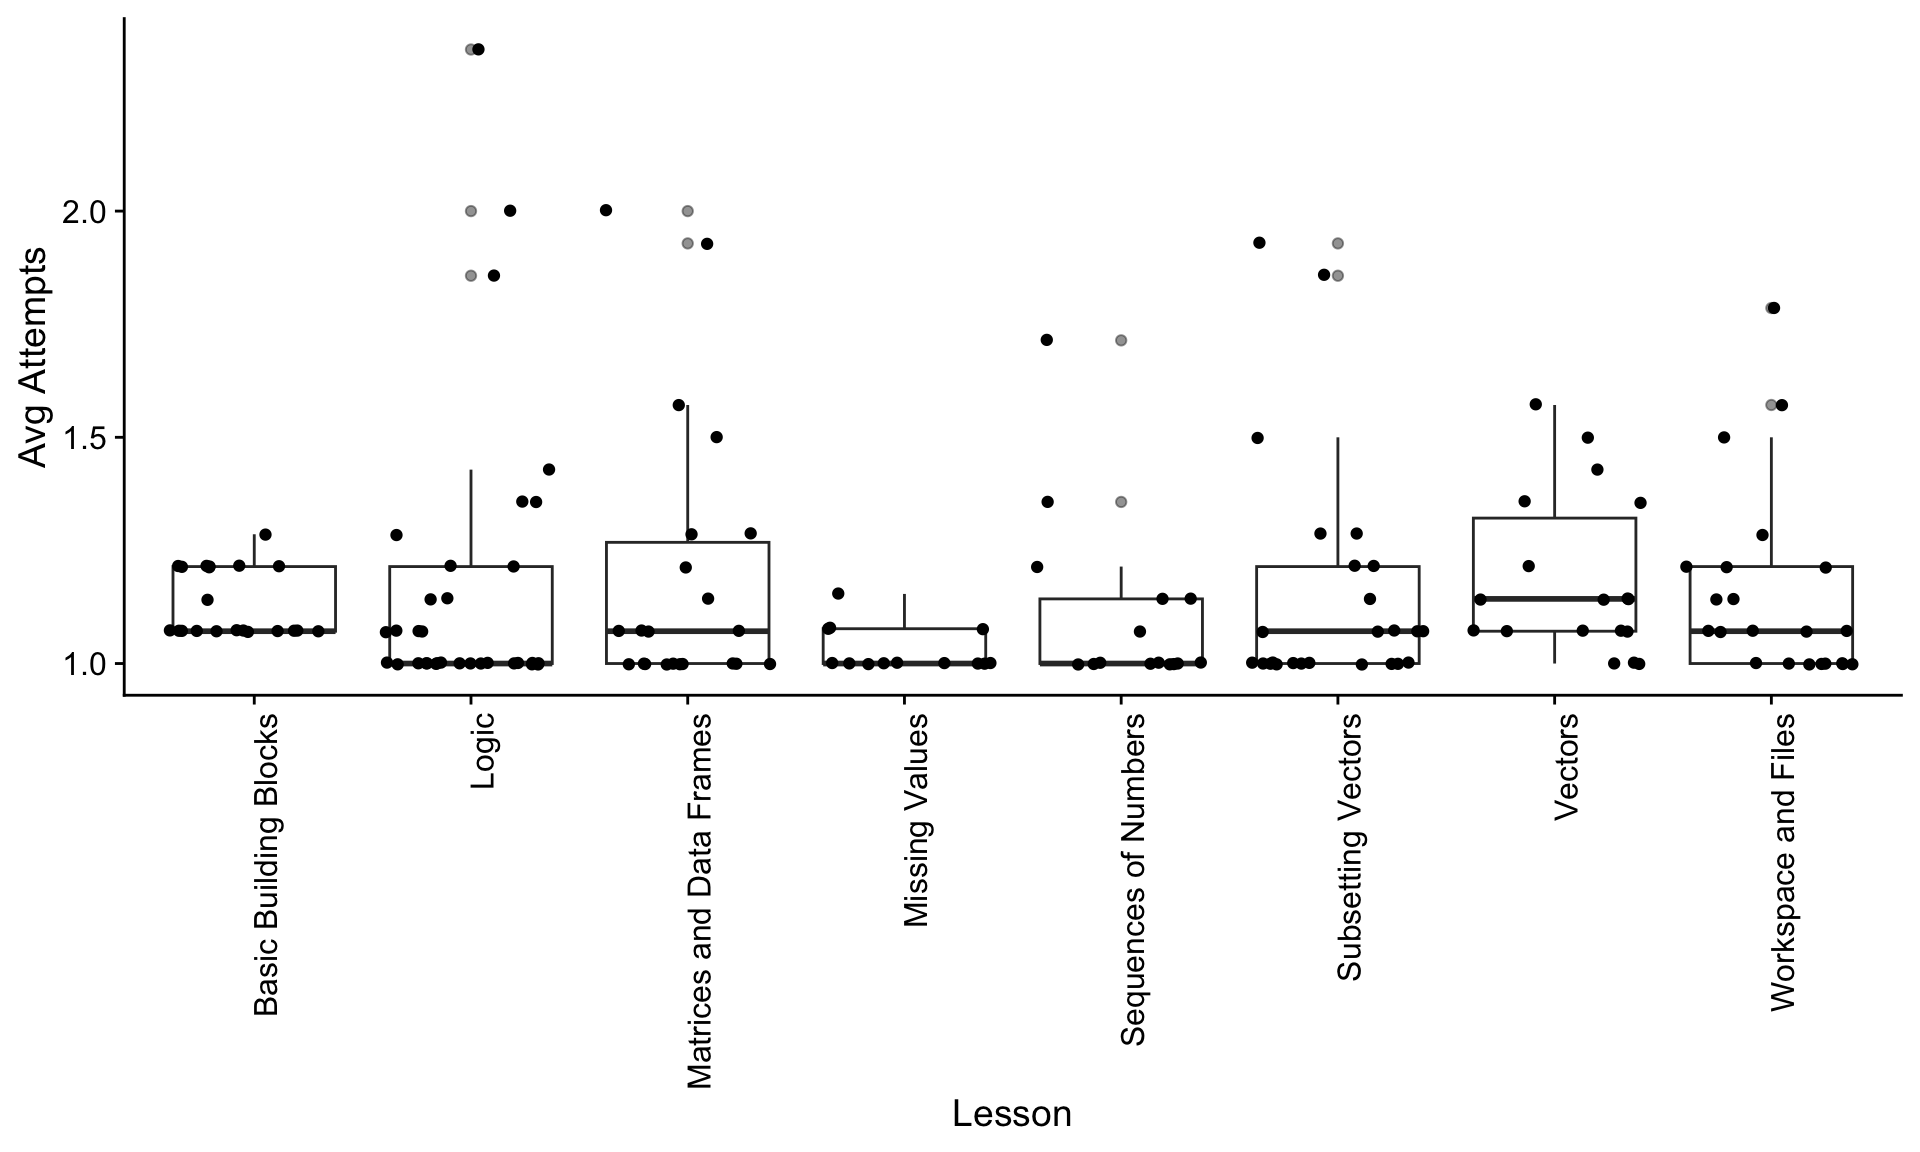 Avg Attempts
2.0
1.5
1.0
Basic Building Blocks
Logic
Matrices and Data Frames
Missing Values
Sequences of Numbers
Subsetting Vectors
Vectors
Workspace and Files
Lesson